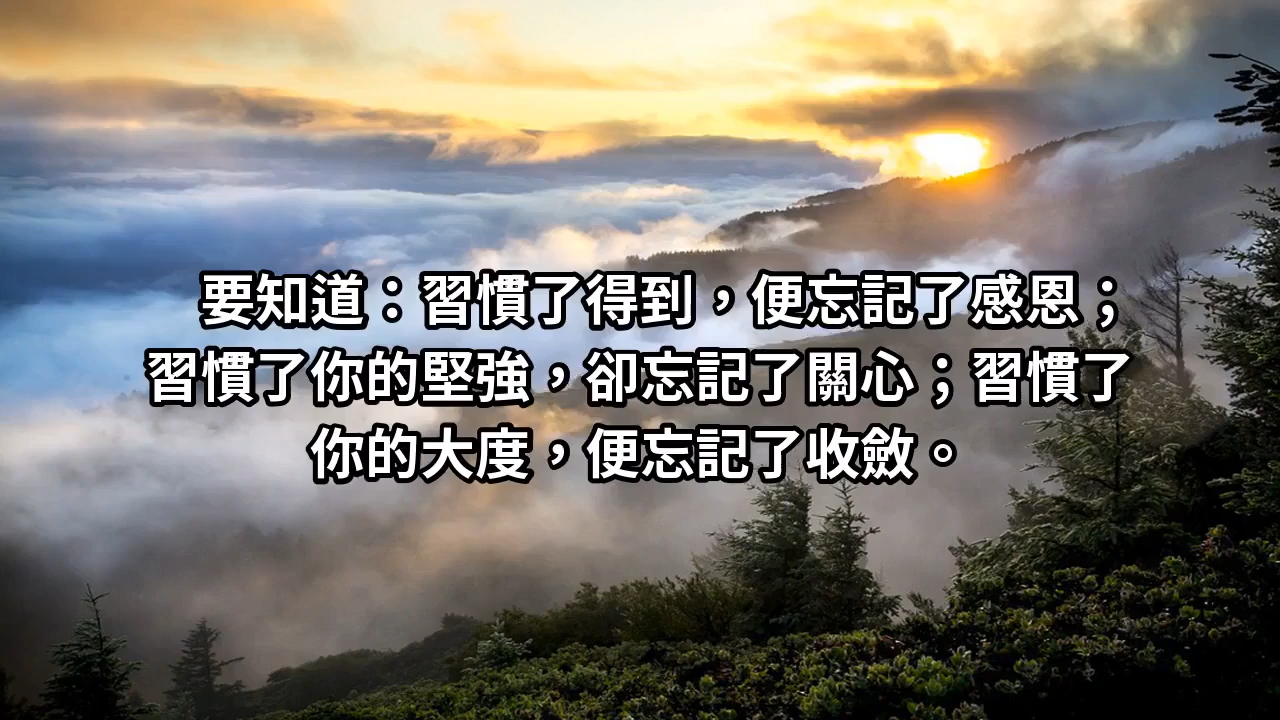 要知道：習慣了得到，便忘記了感恩；
習慣了你的堅強，卻忘記了關心；習慣了
你的大度，便忘記了收斂。